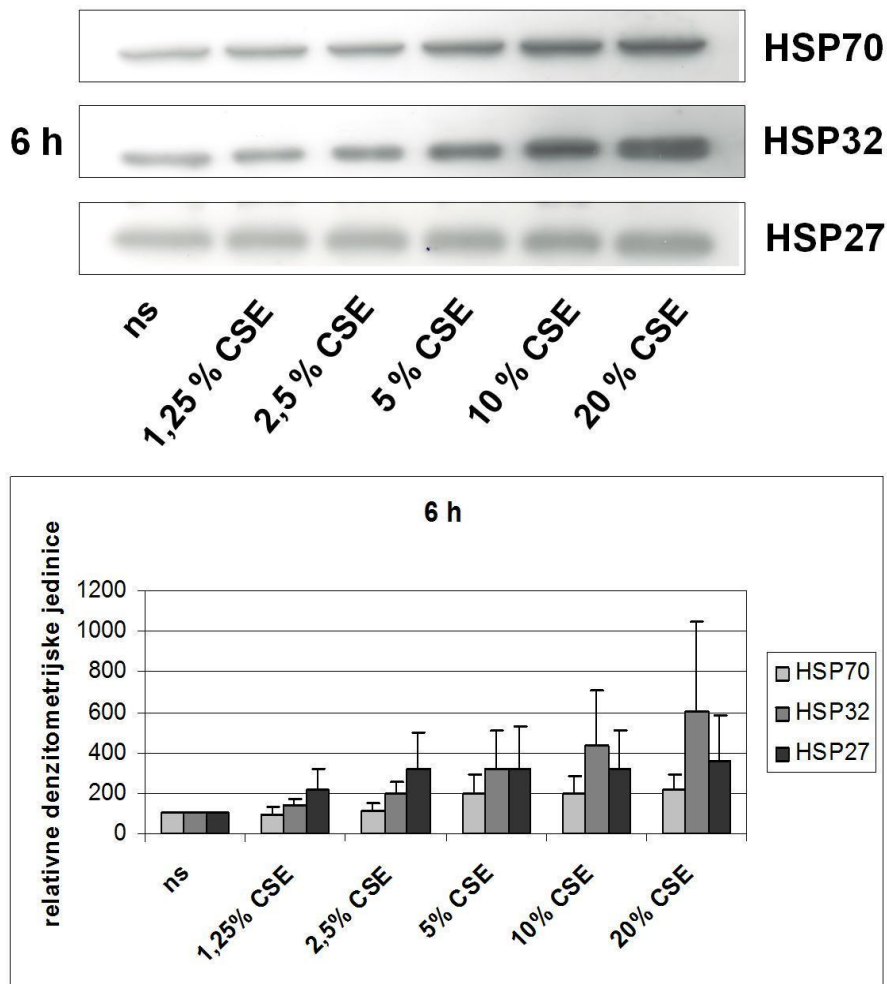 HSP70
6 h
HSP32
HSP27
ns
1,25 % CSE
2,5 % CSE
5 % CSE
10 % CSE
20 % CSE
6 h
relativne denzitometrijske jedinice
1200
1000
800
600
400
200
0
ns
1,25% CSE
2,5% CSE
5% CSE
10% CSE
20% CSE
HSP70
HSP32
HSP27